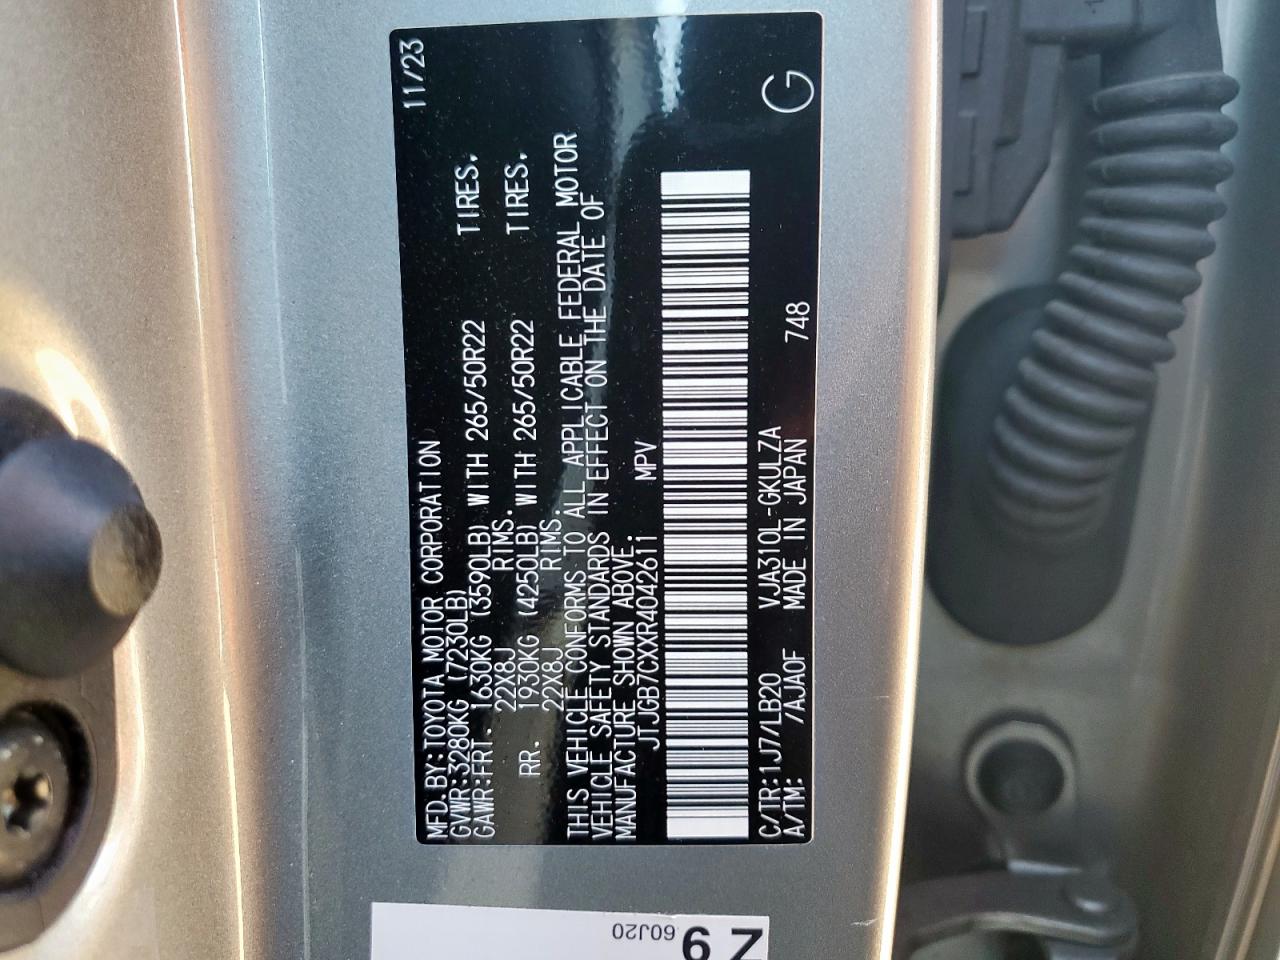 11/23
MFD. BY:TOYOTA MOTOR CORPORATION
GVWR:3280KG (7230LB)
GAWR:FRT. 1630KG (3590LB) WITH 265/50R22 TIRES.
22X8J RIMS.
RR. 1930KG (4250LB) WITH 265/50R22 TIRES.
22X8J RIMS.
THIS VEHICLE CONFORMS TO ALL APPLICABLE FEDERAL MOTOR
VEHICLE SAFETY STANDARDS IN EFFECT ON THE DATE OF
MANUFACTURE SHOWN ABOVE.
JTJGB7CXXR4042611 MPV
C/TR:1J7/LB20 VJA310L-GKULZA
A/TM: /AJA0F MADE IN JAPAN 748
G
60J20
Z9